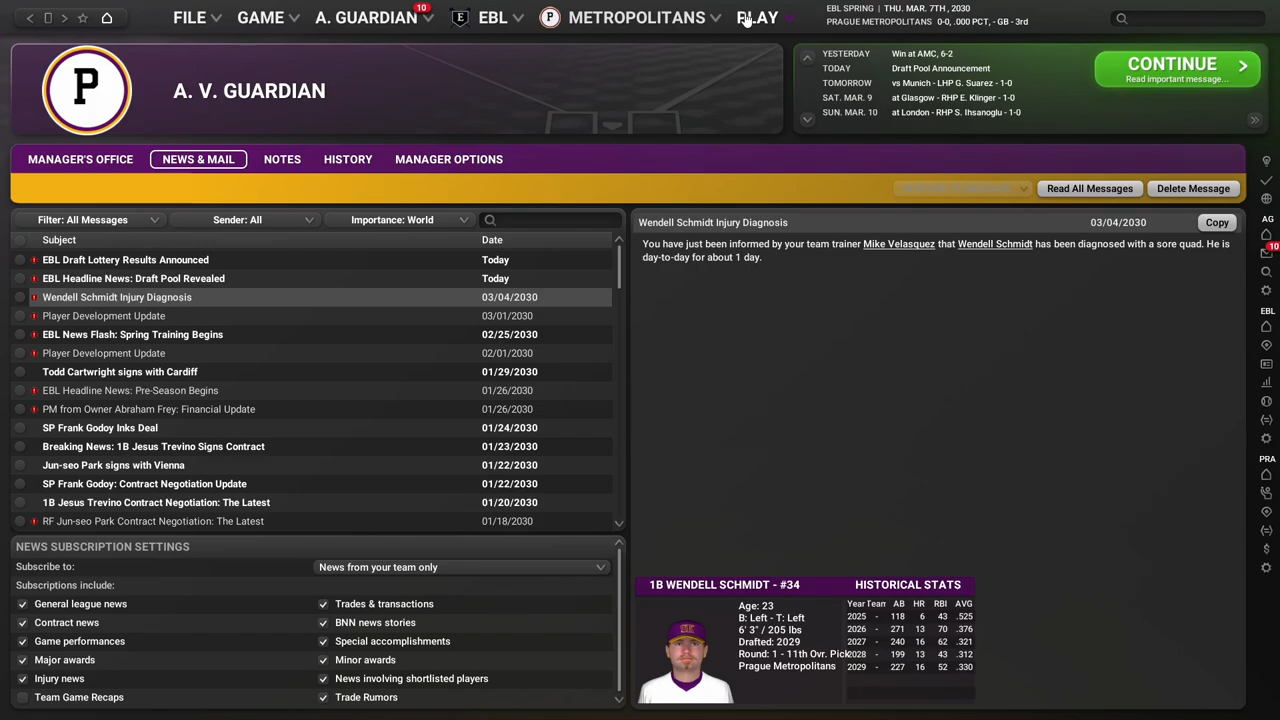 FILE GAME A. GUARDIAN 10 E EBL P METROPOLITANS PLAY
EBL SPRING | THU. MAR. 7TH , 2030
PRAGUE METROPOLITANS 0-0, .000 PCT, - GB - 3rd
P
A. V. GUARDIAN
YESTERDAY Win at AMC, 6-2
TODAY Draft Pool Announcement
TOMORROW vs Munich - LHP G. Suarez - 1-0
SAT. MAR. 9 at Glasgow - RHP E. Klinger - 1-0
SUN. MAR. 10 at London - RHP S. Ihsanoglu - 1-0
CONTINUE
Read important message...
MANAGER'S OFFICE NEWS & MAIL NOTES HISTORY MANAGER OPTIONS
Read All Messages Delete Message
Filter: All Messages Sender: All Importance: World
Subject Date
EBL Draft Lottery Results Announced Today
EBL Headline News: Draft Pool Revealed Today
Wendell Schmidt Injury Diagnosis 03/04/2030
Player Development Update 03/01/2030
EBL News Flash: Spring Training Begins 02/25/2030
Player Development Update 02/01/2030
Todd Cartwright signs with Cardiff 01/29/2030
EBL Headline News: Pre-Season Begins 01/26/2030
PM from Owner Abraham Frey: Financial Update 01/26/2030
SP Frank Godoy Inks Deal 01/24/2030
Breaking News: 1B Jesus Trevino Signs Contract 01/23/2030
Jun-seo Park signs with Vienna 01/22/2030
SP Frank Godoy: Contract Negotiation Update 01/22/2030
1B Jesus Trevino Contract Negotiation: The Latest 01/20/2030
RF Jun-seo Park Contract Negotiation: The Latest 01/18/2030
Wendell Schmidt Injury Diagnosis 03/04/2030 Copy
You have just been informed by your team trainer Mike Velasquez that Wendell Schmidt has been diagnosed with a sore quad. He is
day-to-day for about 1 day.
NEWS SUBSCRIPTION SETTINGS
Subscribe to: News from your team only
Subscriptions include:
General league news Trades & transactions
Contract news BNN news stories
Game performances Special accomplishments
Major awards Minor awards
Injury news News involving shortlisted players
Team Game Recaps Trade Rumors
1B WENDELL SCHMIDT - #34
Age: 23
B: Left - T: Left
6' 3" / 205 lbs
Drafted: 2029
Round: 1 - 11th Ovr. Pick
Prague Metropolitans
HISTORICAL STATS
Year Team AB HR RBI AVG
2025 - 118 6 43 .525
2026 - 271 13 70 .376
2027 - 240 16 62 .321
2028 - 199 13 43 .312
2029 - 227 16 52 .330
AG
10
EBL
PRA